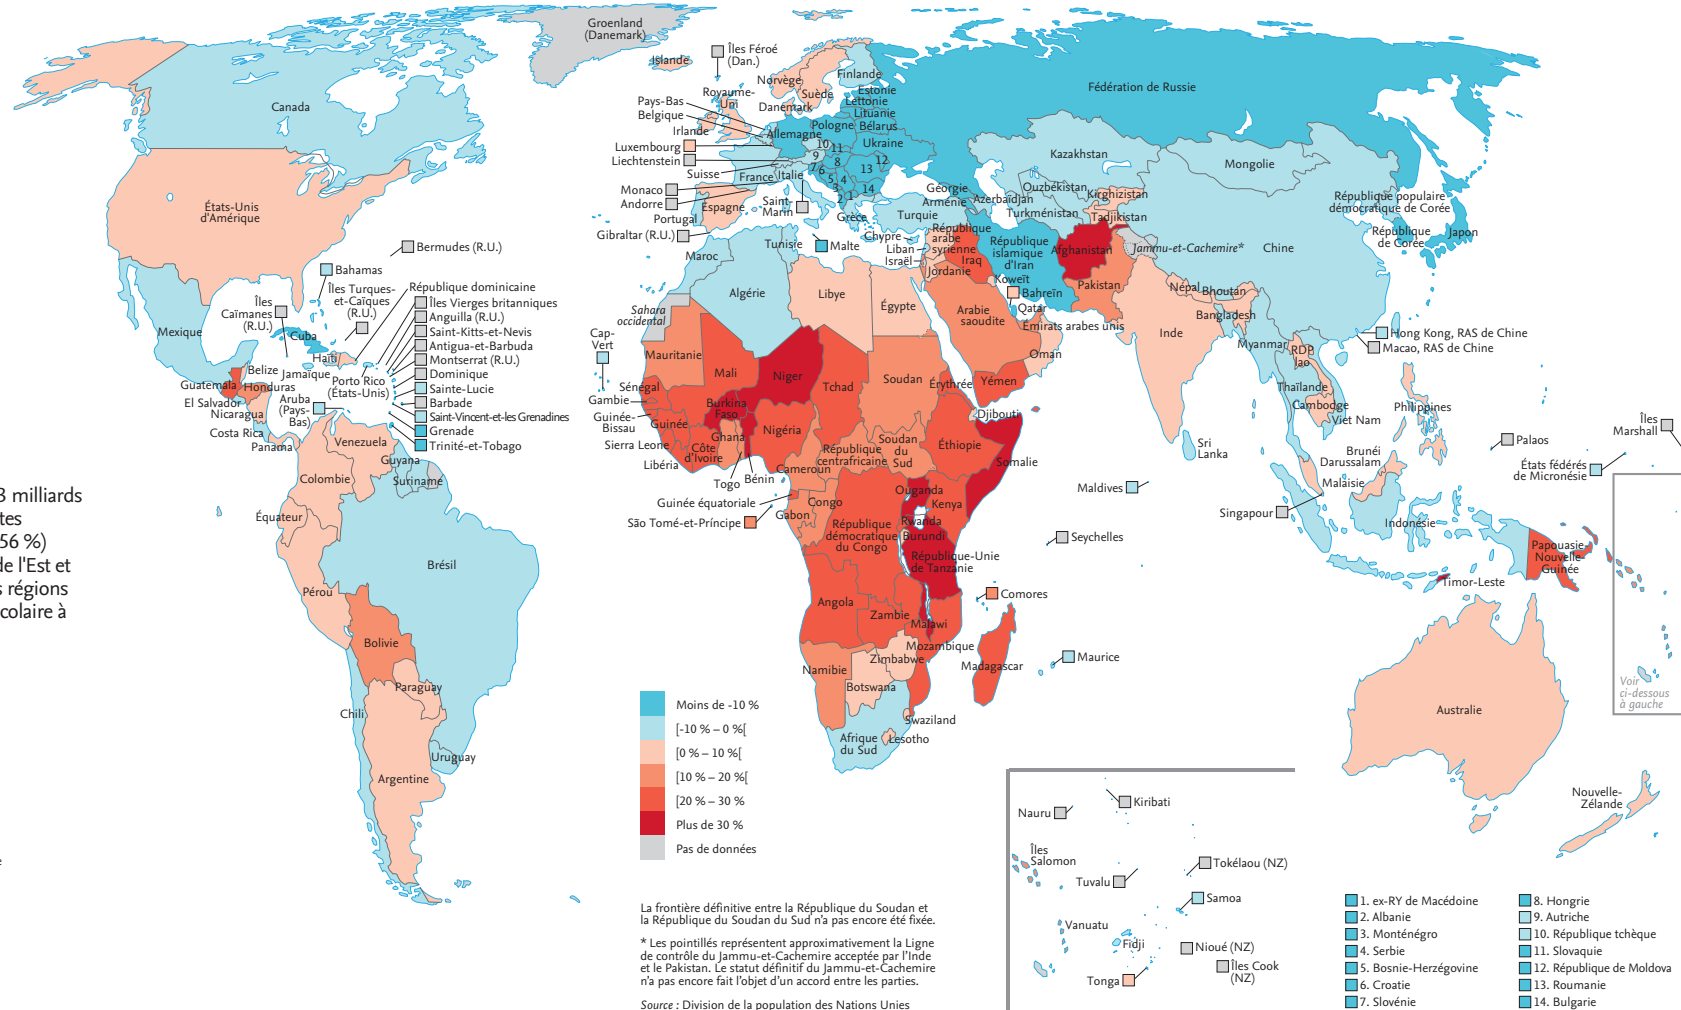 Groenland
(Danemark)
Îles Féroé
(Dan.)
Islande
Norvège
Suède
Finlande
Royaume-
Uni
Danemark
Estonie
Lettonie
Lituanie
Fédération de Russie
Pays-Bas
Belgique
Irlande
Allemagne
Pologne
Bélarus
Ukraine
Luxembourg
Liechtenstein
Suisse
France
Italie
10
11
9
8
12
7
6
13
5
4
3
14
2
1
Monaco
Andorre
Espagne
Saint-
Marin
Portugal
Gibraltar (R.U.)
Grèce
Malte
Canada
États-Unis
d'Amérique
Bermudes (R.U.)
Bahamas
Îles Turques-
et-Caïques
(R.U.)
Îles
Caïmanes
(R.U.)
République dominicaine
Îles Vierges britanniques
Anguilla (R.U.)
Saint-Kitts-et-Nevis
Antigua-et-Barbuda
Montserrat (R.U.)
Dominique
Sainte-Lucie
Barbade
Saint-Vincent-et-les Grenadines
Grenade
Trinité-et-Tobago
Mexique
Cuba
Haïti
Belize
Jamaïque
Porto Rico
(États-Unis)
Guatemala
Honduras
El Salvador
Nicaragua
Aruba
(Pays-
Bas)
Costa Rica
Panama
Venezuela
Guyana
Suriname
Colombie
Équateur
Pérou
Brésil
Bolivie
Paraguay
Chili
Uruguay
Argentine
3 milliards
tes
56 %)
de l'Est et
s régions
colaire à
e
Kazakhstan
Mongolie
Géorgie
Arménie
Azerbaïdjan
Ouzbékistan
Kirghizistan
Turkménistan
Tadjikistan
Turquie
Chypre
Liban
Israël
République
arabe
syrienne
Iraq
Jordanie
République
islamique
d'Iran
Afghanistan
Jammu-et-Cachemire*
Chine
République populaire
démocratique de Corée
République
de Corée
Japon
Koweït
Bahreïn
Qatar
Émirats arabes unis
Arabie
saoudite
Oman
Yémen
Pakistan
Népal
Bhoutan
Inde
Bangladesh
Myanmar
RDP
lao
Thaïlande
Cambodge
Viet Nam
Hong Kong, RAS de Chine
Macao, RAS de Chine
Philippines
Sri
Lanka
Maldives
Brunéi
Darussalam
Malaisie
Singapour
Indonésie
Palaos
États fédérés
de Micronésie
Îles
Marshall
Papouasie-
Nouvelle-
Guinée
Timor-Leste
Australie
Nouvelle-
Zélande
Voir
ci-dessous
à gauche
Tunisie
Maroc
Algérie
Libye
Égypte
Sahara
occidental
Cap-
Vert
Mauritanie
Mali
Niger
Tchad
Soudan
Érythrée
Sénégal
Gambie
Guinée-
Bissau
Guinée
Sierra Leone
Libéria
Burkina
Faso
Côte
d'Ivoire
Ghana
Togo
Bénin
Nigéria
Cameroun
République
centrafricaine
Soudan
du
Sud
Éthiopie
Djibouti
Somalie
Guinée équatoriale
São Tomé-et-Príncipe
Gabon
Congo
République
démocratique
du Congo
Ouganda
Kenya
Rwanda
Burundi
République-Unie
de Tanzanie
Seychelles
Comores
Angola
Zambie
Malawi
Mozambique
Zimbabwe
Namibie
Botswana
Madagascar
Maurice
Swaziland
Lesotho
Afrique
du Sud
Moins de -10 %
[-10 % – 0 %[
[0 % – 10 %[
[10 % – 20 %[
[20 % – 30 %
Plus de 30 %
Pas de données
La frontière définitive entre la République du Soudan et
la République du Soudan du Sud n'a pas encore été fixée.
* Les pointillés représentent approximativement la Ligne
de contrôle du Jammu-et-Cachemire acceptée par l'Inde
et le Pakistan. Le statut définitif du Jammu-et-Cachemire
n'a pas encore fait l'objet d'un accord entre les parties.
Source : Division de la population des Nations Unies
Nauru
Kiribati
Îles
Salomon
Tuvalu
Tokélaou (NZ)
Samoa
Vanuatu
Fidji
Nioué (NZ)
Îles Cook
(NZ)
Tonga
1. ex-RY de Macédoine
2. Albanie
3. Monténégro
4. Serbie
5. Bosnie-Herzégovine
6. Croatie
7. Slovénie
8. Hongrie
9. Autriche
10. République tchèque
11. Slovaquie
12. République de Moldova
13. Roumanie
14. Bulgarie